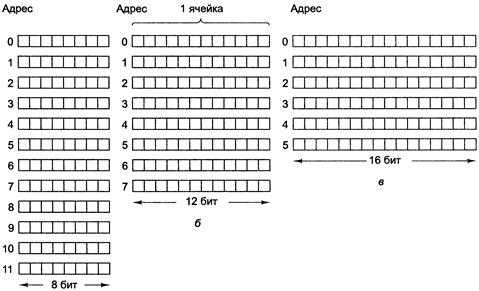 Адрес Адрес 1 ячейка Адрес
0 0 0
1 1 1
2 2 2
3 3 3
4 4 4
5 5 5
6 6 16 бит
7 7 в
8 12 бит
9 б
10
11
8 бит